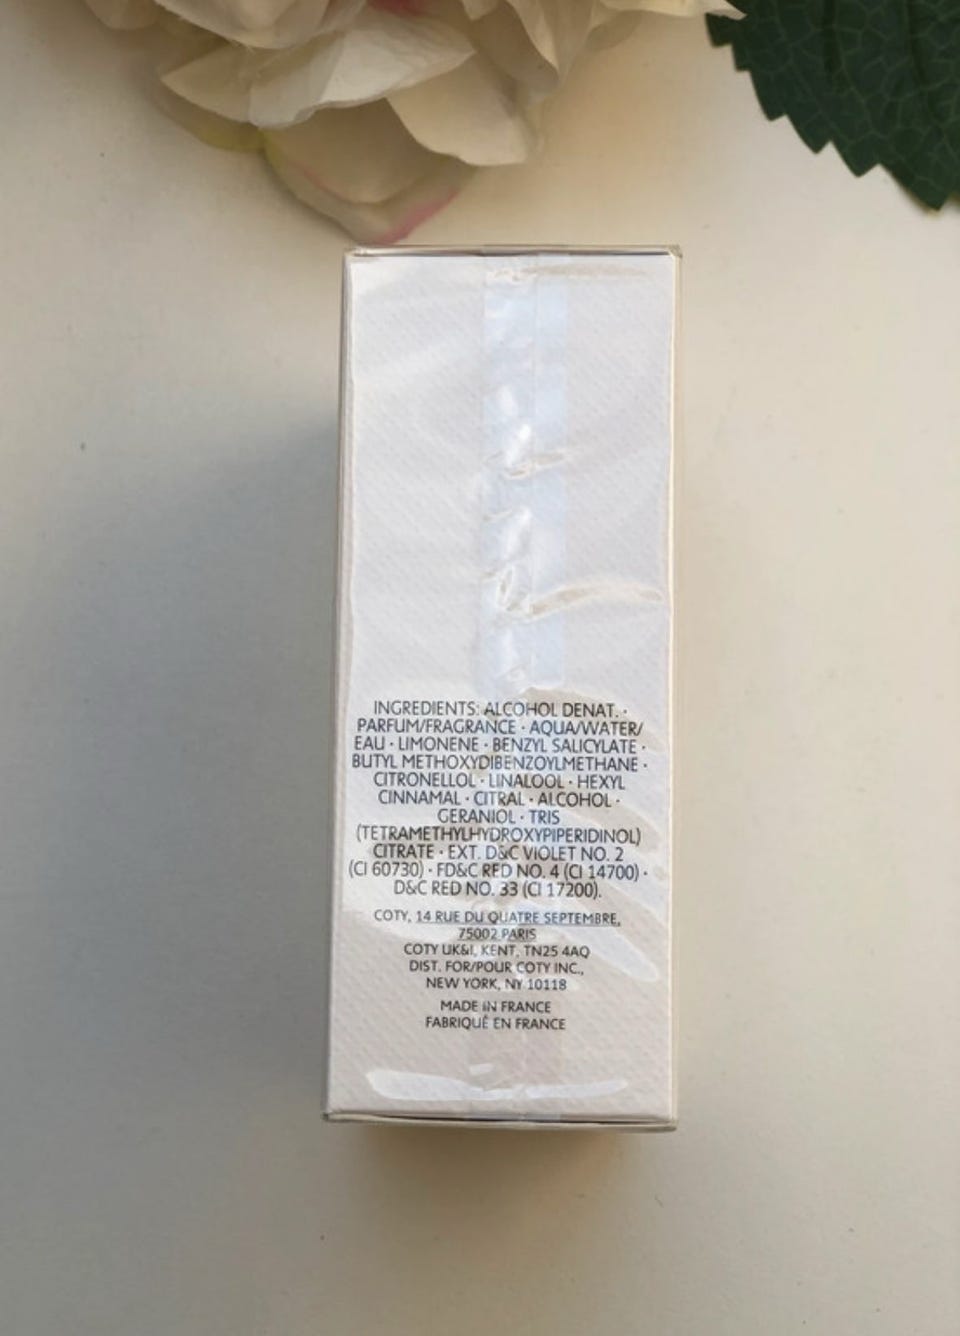 INGREDIENTS: ALCOHOL DENAT. ·
PARFUM/FRAGRANCE · AQUA/WATER/
EAU · LIMONENE · BENZYL SALICYLATE ·
BUTYL METHOXYDIBENZOYLMETHANE ·
CITRONELLOL · LINALOOL · HEXYL
CINNAMAL · CITRAL · ALCOHOL ·
GERANIOL · TRIS
(TETRAMETHYLHYDROXYPIPERIDINOL)
CITRATE · EXT. D&C VIOLET NO. 2
(CI 60730) · FD&C RED NO. 4 (CI 14700) ·
D&C RED NO. 33 (CI 17200).
COTY, 14 RUE DU QUATRE SEPTEMBRE,
75002 PARIS
COTY UK&I, KENT, TN25 4AQ
DIST. FOR/POUR COTY INC.,
NEW YORK, NY 10118
MADE IN FRANCE
FABRIQUÉ EN FRANCE